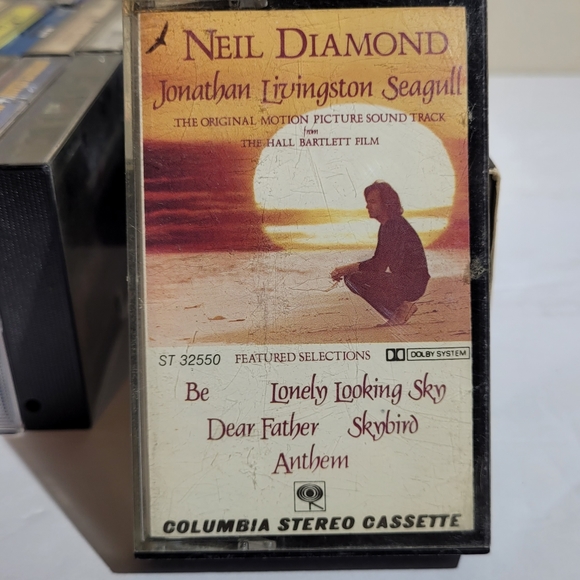 NEIL DIAMOND
Jonathan Livingston Seagull
THE ORIGINAL MOTION PICTURE SOUND TRACK
from
THE HALL BARTLETT FILM
ST 32550 FEATURED SELECTIONS DOLBY SYSTEM
Be Lonely Looking Sky
Dear Father Skybird
Anthem
COLUMBIA STEREO CASSETTE